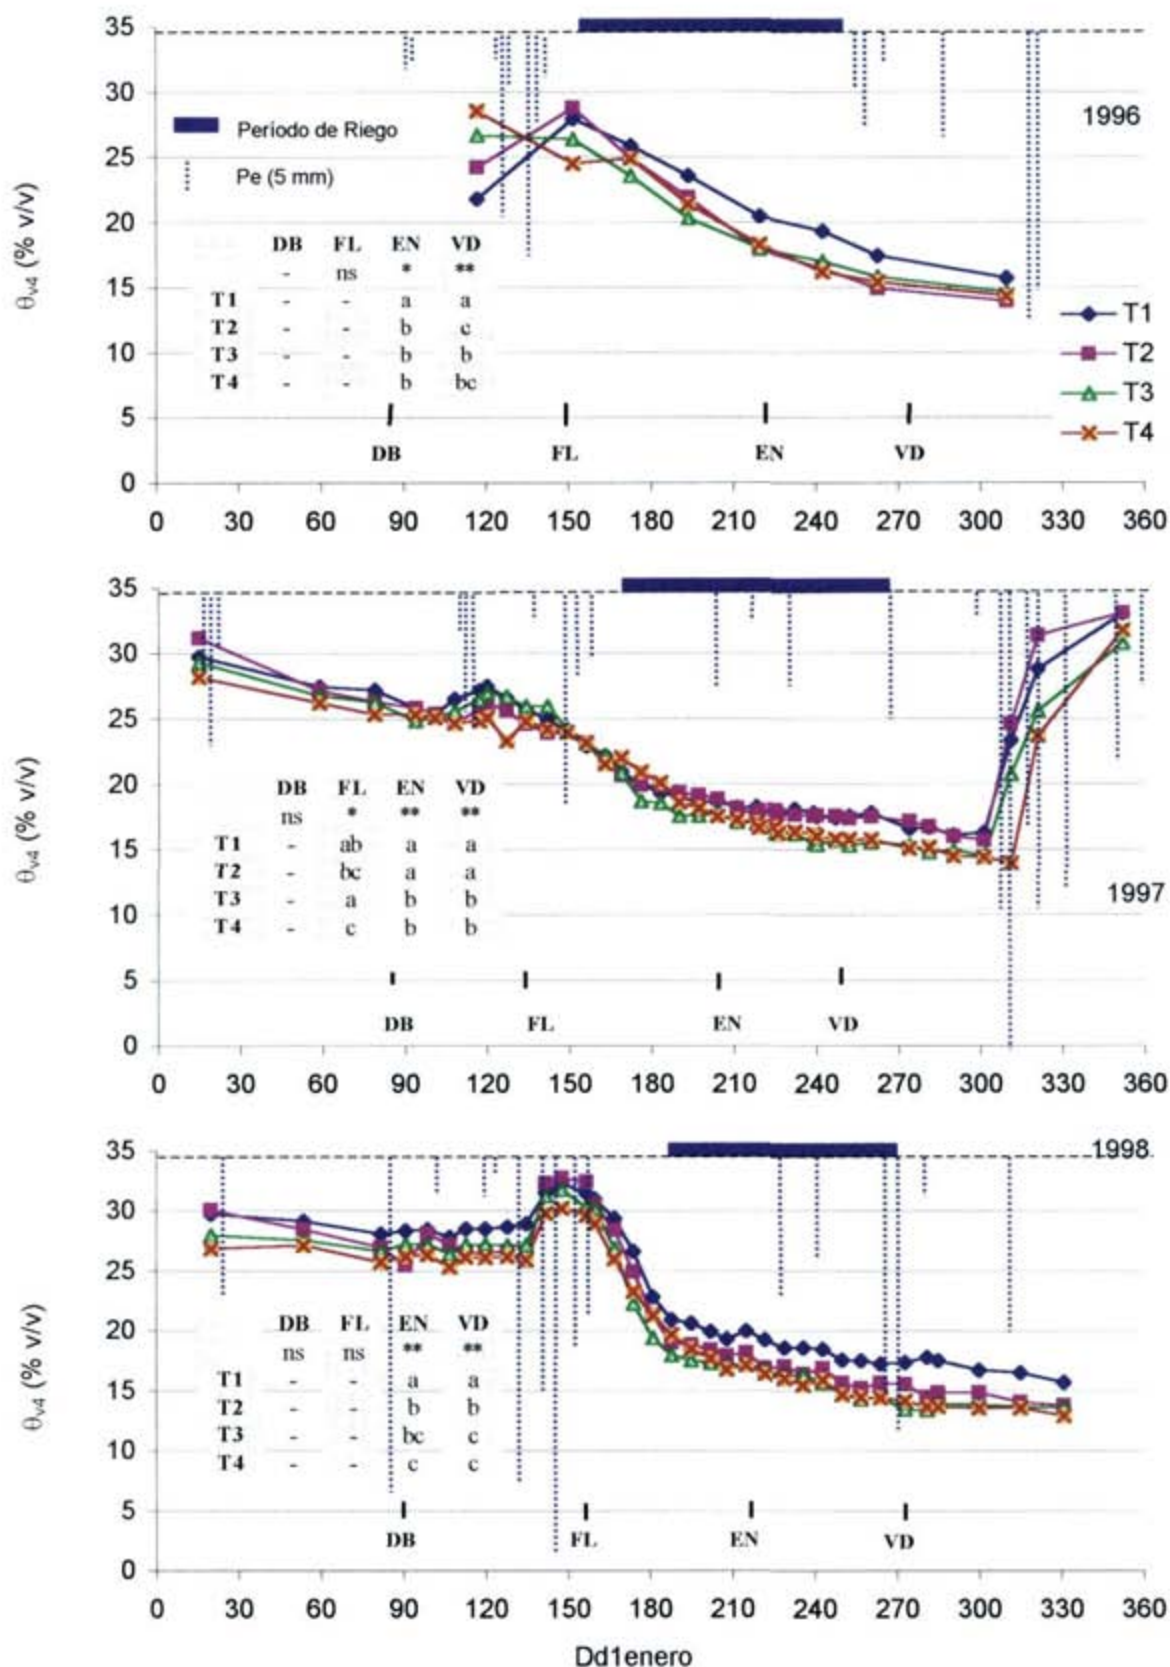 35
30
25
20
15
10
5
0
θv4 (% v/v)
1996
Período de Riego
Pe (5 mm)
DB FL EN VD
- ns * **
T1 - - a a
T2 - - b c
T3 - - b b
T4 - - b bc
T1
T2
T3
T4
DB FL EN VD
0 30 60 90 120 150 180 210 240 270 300 330 360
35
30
25
20
15
10
5
0
θv4 (% v/v)
DB FL EN VD
ns * ** **
T1 - ab a a
T2 - bc a a
T3 - a b b
T4 - c b b
1997
DB FL EN VD
0 30 60 90 120 150 180 210 240 270 300 330 360
35
30
25
20
15
10
5
0
θv4 (% v/v)
1998
DB FL EN VD
ns ns ** **
T1 - - a a
T2 - - b b
T3 - - bc c
T4 - - c c
DB FL EN VD
0 30 60 90 120 150 180 210 240 270 300 330 360
Dd1enero